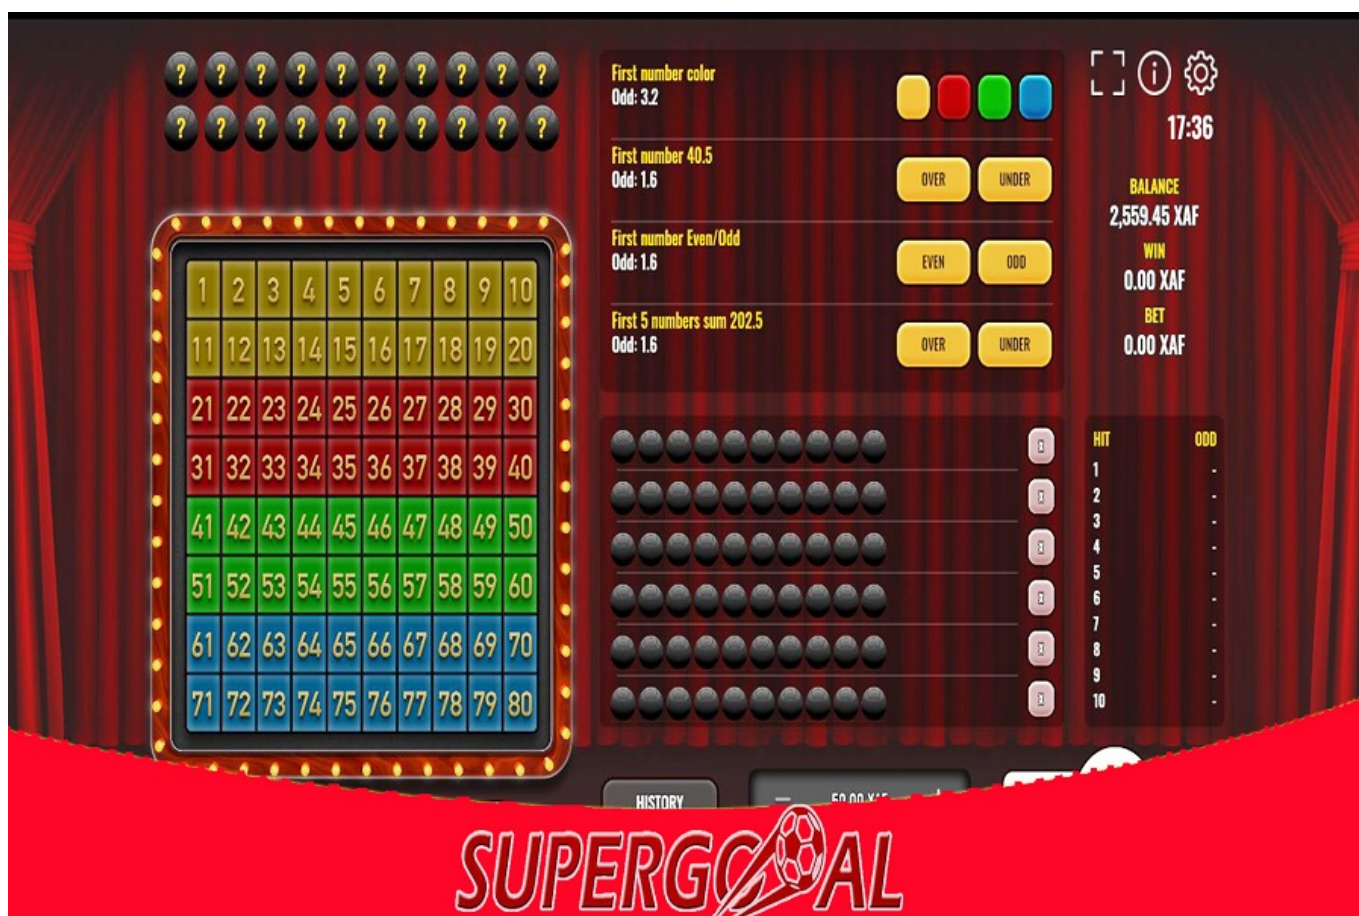 ? ? ? ? ? ? ? ? ? ?
? ? ? ? ? ? ? ? ? ?
1 2 3 4 5 6 7 8 9 10
11 12 13 14 15 16 17 18 19 20
21 22 23 24 25 26 27 28 29 30
31 32 33 34 35 36 37 38 39 40
41 42 43 44 45 46 47 48 49 50
51 52 53 54 55 56 57 58 59 60
61 62 63 64 65 66 67 68 69 70
71 72 73 74 75 76 77 78 79 80
First number color
Odd: 3.2
First number 40.5
Odd: 1.6
OVER UNDER
First number Even/Odd
Odd: 1.6
EVEN ODD
First 5 numbers sum 202.5
Odd: 1.6
OVER UNDER
X
X
X
X
X
X
HISTORY
− 50.00 XAF +
i
17:36
BALANCE
2,559.45 XAF
WIN
0.00 XAF
BET
0.00 XAF
HIT ODD
1 -
2 -
3 -
4 -
5 -
6 -
7 -
8 -
9 -
10 -
SUPERGOAL